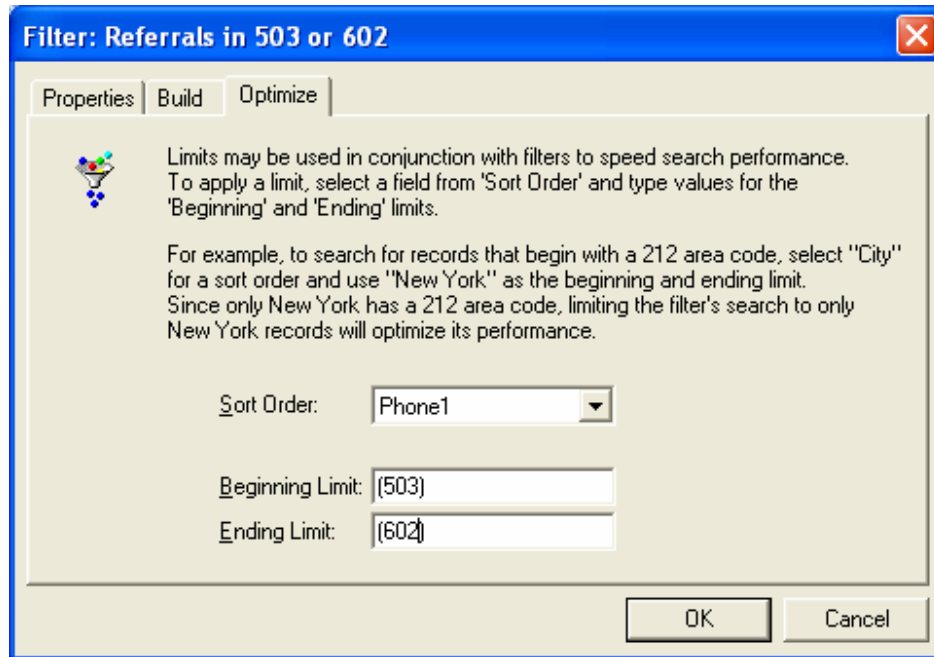 Filter: Referrals in 503 or 602
Properties Build Optimize
Limits may be used in conjunction with filters to speed search performance.
To apply a limit, select a field from 'Sort Order' and type values for the
'Beginning' and 'Ending' limits.
For example, to search for records that begin with a 212 area code, select "City"
for a sort order and use "New York" as the beginning and ending limit.
Since only New York has a 212 area code, limiting the filter's search to only
New York records will optimize its performance.
Sort Order: Phone1
Beginning Limit: (503)
Ending Limit: (602)
OK Cancel